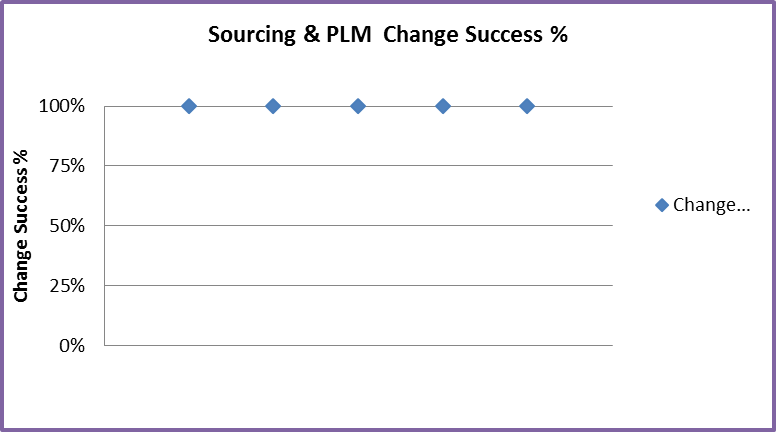 Sourcing & PLM  Change Success %
100%
75%
50%
25%
0%
Change Success %
Change...